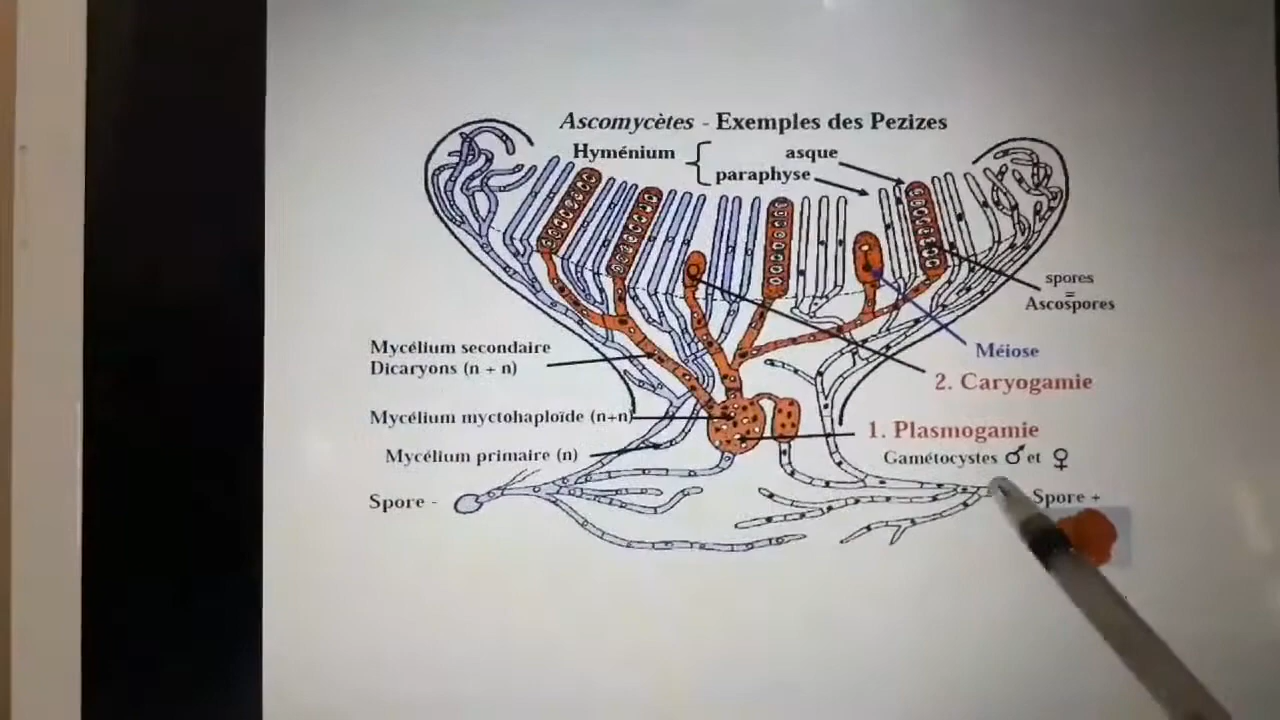 Ascomycètes - Exemples des Pezizes
Hyménium
asque
paraphyse
spores
=
Ascospores
Mycélium secondaire
Dicaryons (n + n)
Méiose
2. Caryogamie
Mycélium myctohaploïde (n+n)
1. Plasmogamie
Mycélium primaire (n)
Gamétocystes ♂ et ♀
Spore -
Spore +